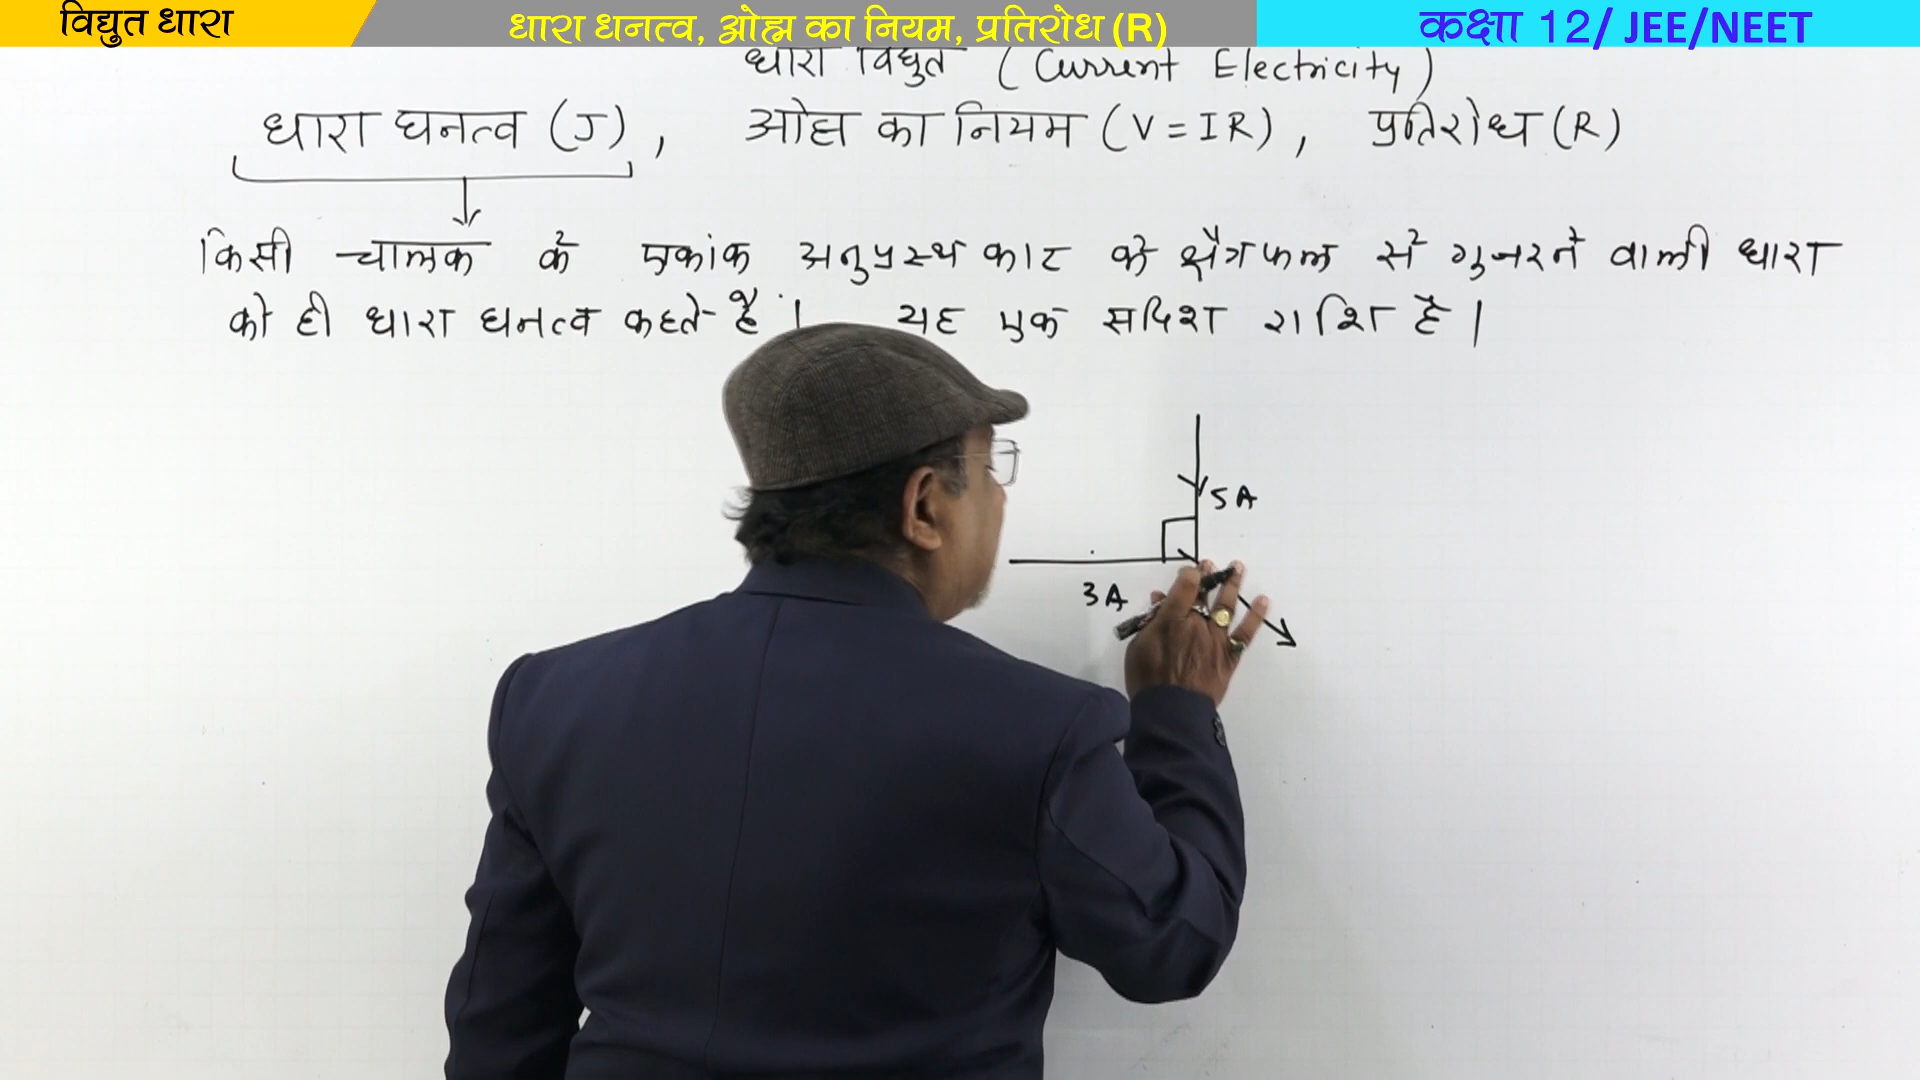 विद्युत धारा
धारा धनत्व, ओह्म का नियम, प्रतिरोध (R)
कक्षा 12/ JEE/NEET
धारा विद्युत (Current Electricity)
धारा घनत्व (J), ओह्म का नियम (V = IR), प्रतिरोध (R)
किसी चालक के एकांक अनुप्रस्थ काट के क्षैत्रफल से गुजरने वाली धारा
को ही धारा घनत्व कहते है। यह एक सदिश राशि है।
5A
3A